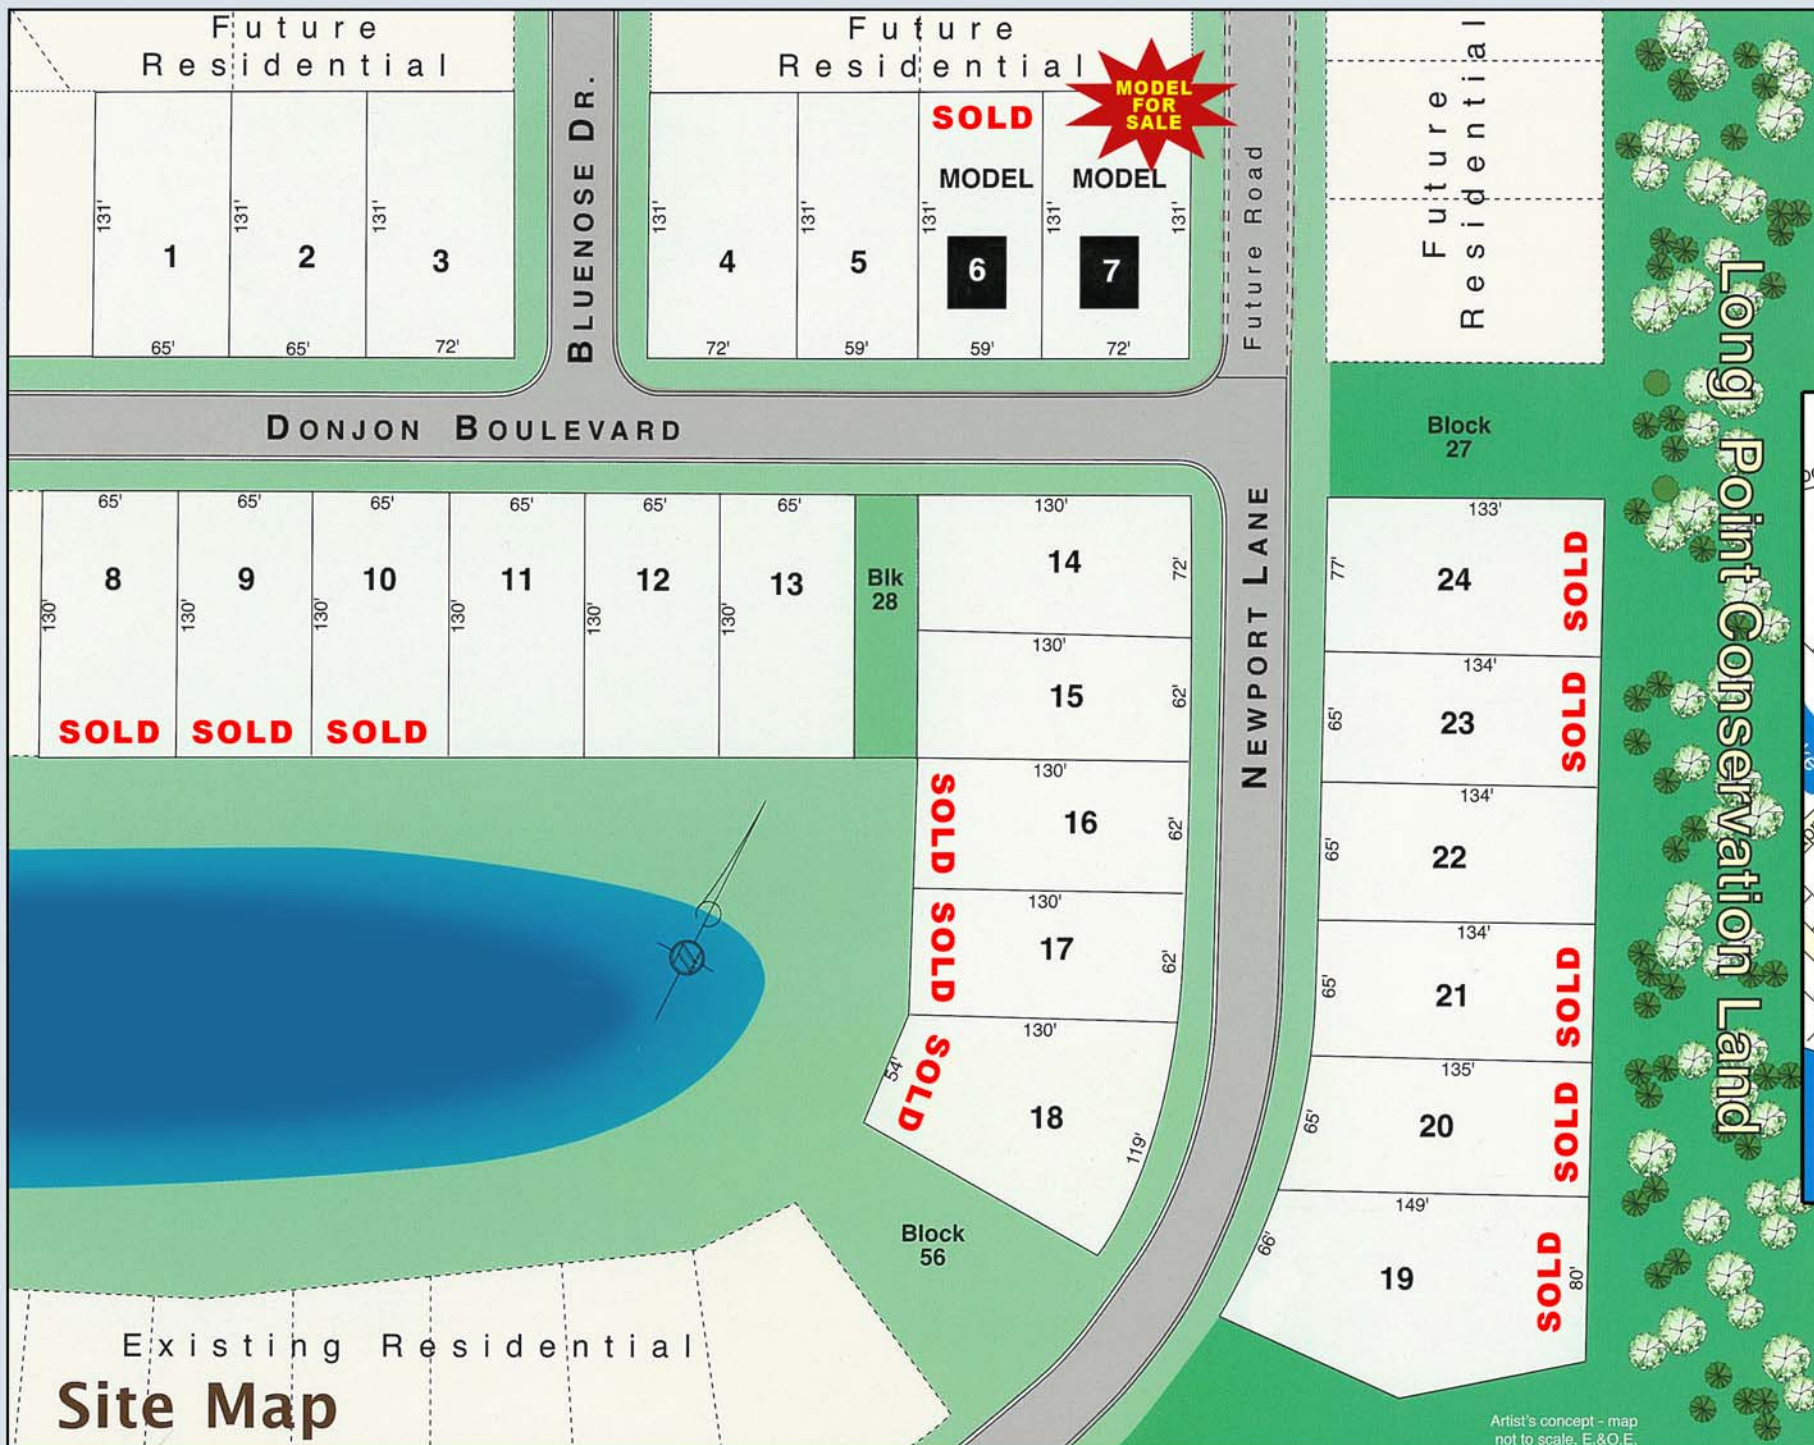 Future
Residential
Future
Residential
MODEL
FOR
SALE
SOLD
MODEL
MODEL
131'
131'
131'
131'
131'
131'
131'
131'
1
2
3
4
5
6
7
65'
65'
72'
72'
59'
59'
72'
BLUENOSE DR.
Future Road
Future
Residential
DONJON BOULEVARD
Block
27
65'
65'
65'
65'
65'
65'
8
9
10
11
12
13
130'
130'
130'
130'
130'
130'
SOLD
SOLD
SOLD
Blk
28
130'
14
72'
130'
15
62'
130'
SOLD
16
62'
130'
SOLD
17
62'
130'
SOLD
54'
18
119'
NEWPORT LANE
133'
77'
24
SOLD
134'
65'
23
SOLD
134'
65'
22
134'
65'
21
SOLD
135'
65'
20
SOLD
149'
66'
19
SOLD
80'
Long Point Conservation Land
Block
56
Existing Residential
Site Map
Artist's concept - map
not to scale. E.&O.E.